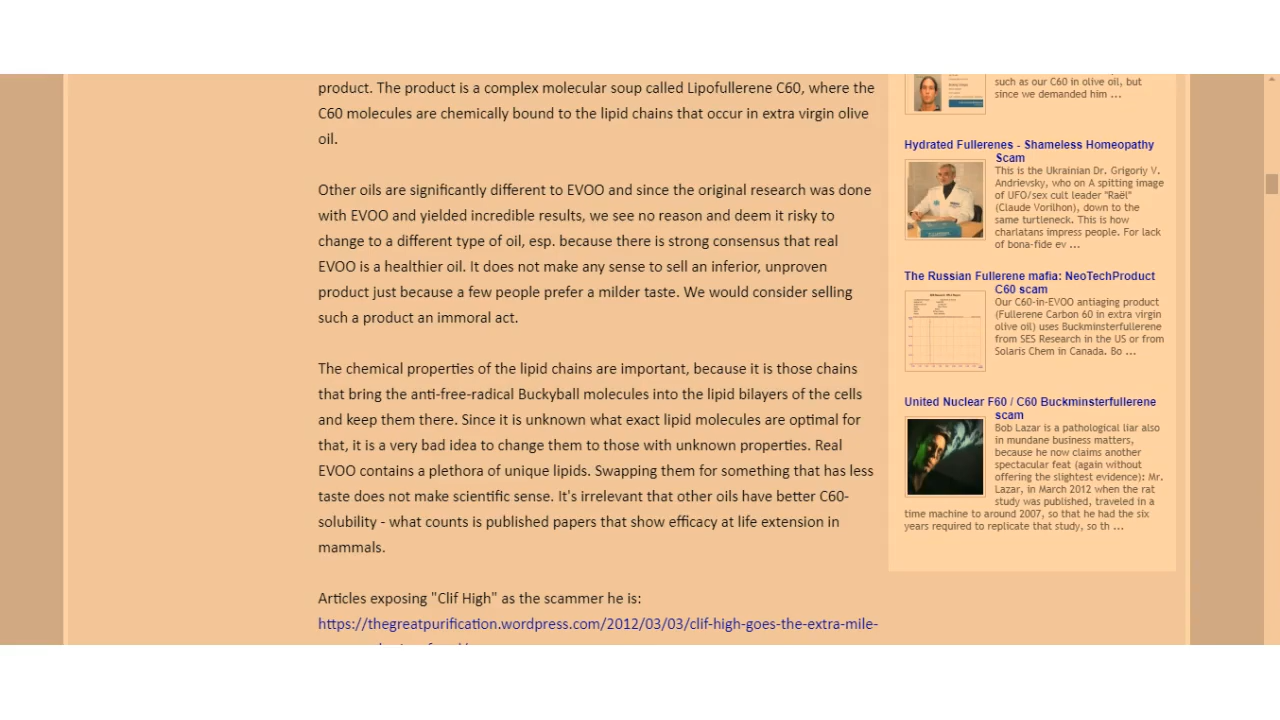 product. The product is a complex molecular soup called Lipofullerene C60, where the
C60 molecules are chemically bound to the lipid chains that occur in extra virgin olive
oil.
Other oils are significantly different to EVOO and since the original research was done
with EVOO and yielded incredible results, we see no reason and deem it risky to
change to a different type of oil, esp. because there is strong consensus that real
EVOO is a healthier oil. It does not make any sense to sell an inferior, unproven
product just because a few people prefer a milder taste. We would consider selling
such a product an immoral act.
The chemical properties of the lipid chains are important, because it is those chains
that bring the anti-free-radical Buckyball molecules into the lipid bilayers of the cells
and keep them there. Since it is unknown what exact lipid molecules are optimal for
that, it is a very bad idea to change them to those with unknown properties. Real
EVOO contains a plethora of unique lipids. Swapping them for something that has less
taste does not make scientific sense. It's irrelevant that other oils have better C60-
solubility - what counts is published papers that show efficacy at life extension in
mammals.
Articles exposing "Clif High" as the scammer he is:
https://thegreatpurification.wordpress.com/2012/03/03/clif-high-goes-the-extra-mile-
such as our C60 in olive oil, but
since we demanded him ...
Hydrated Fullerenes - Shameless Homeopathy
Scam
This is the Ukrainian Dr. Grigoriy V.
Andrievsky, who on A spitting image
of UFO/sex cult leader "Raël"
(Claude Vorilhon), down to the
same turtleneck. This is how
charlatans impress people. For lack
of bona-fide ev ...
The Russian Fullerene mafia: NeoTechProduct
C60 scam
Our C60-in-EVOO antiaging product
(Fullerene Carbon 60 in extra virgin
olive oil) uses Buckminsterfullerene
from SES Research in the US or from
Solaris Chem in Canada. Bo ...
United Nuclear F60 / C60 Buckminsterfullerene
scam
Bob Lazar is a pathological liar also
in mundane business matters,
because he now claims another
spectacular feat (again without
offering the slightest evidence): Mr.
Lazar, in March 2012 when the rat
study was published, traveled in a
time machine to around 2007, so that he had the six
years required to replicate that study, so th ...